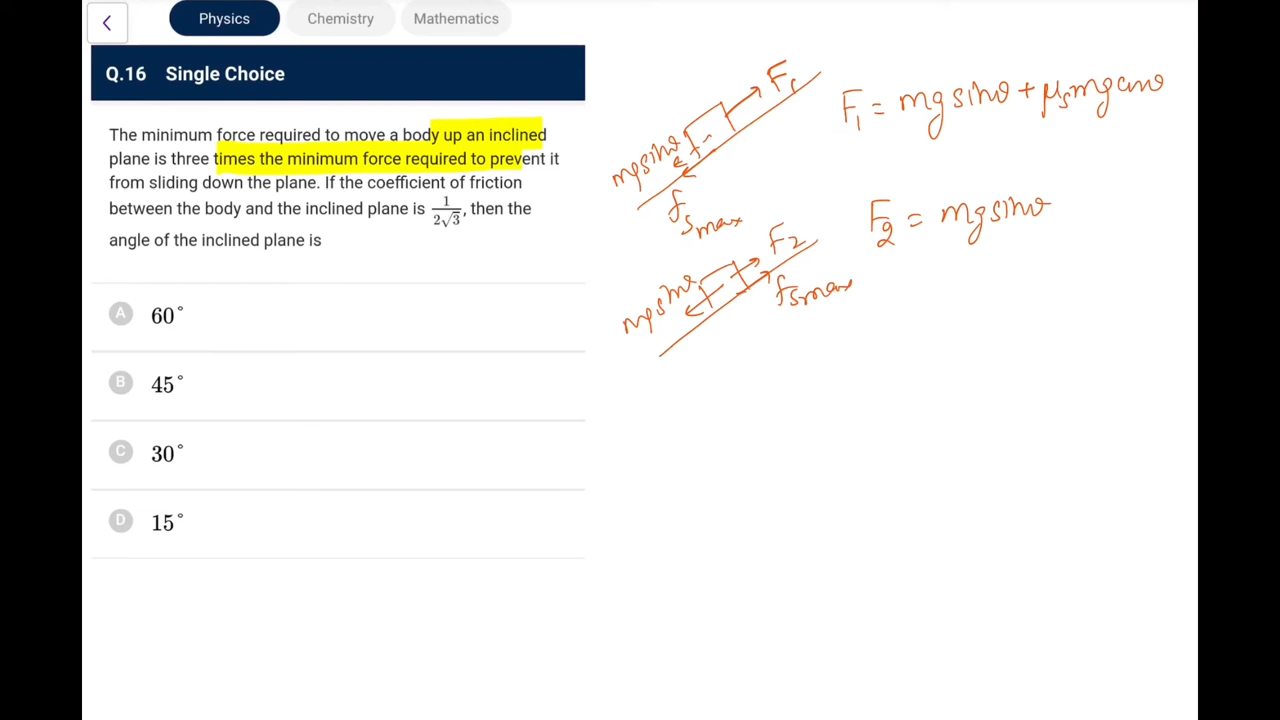 Physics
Chemistry
Mathematics
Q.16 Single Choice
The minimum force required to move a body up an inclined
plane is three times the minimum force required to prevent it
from sliding down the plane. If the coefficient of friction
between the body and the inclined plane is 1/(2√3), then the
angle of the inclined plane is
A 60°
B 45°
C 30°
D 15°
F₁
mg sinθ
f s max
F₁ = mg sinθ + μₛ mg cosθ
F₂
mg sinθ
f s max
F₂ = mg sinθ